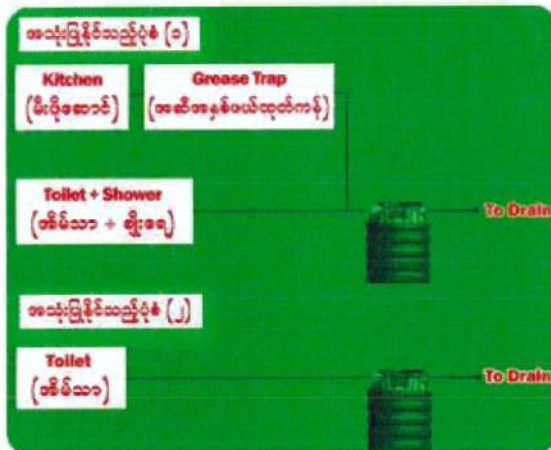 အသုံးပြုနိုင်သည့်ပုံစံ (၁)
Kitchen
(မီးဖိုဆောင်)
Grease Trap
(အဆီအနှစ်ဖယ်ထုတ်ကန်)
Toilet + Shower
(အိမ်သာ + ချိုးရေ)
To Drain
အသုံးပြုနိုင်သည့်ပုံစံ (၂)
Toilet
(အိမ်သာ)
To Drain